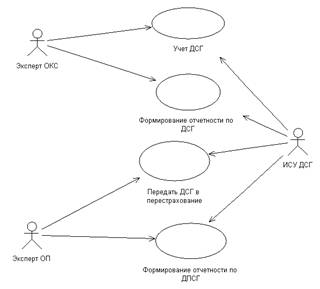 Учет ДСГ
Эксперт ОКС
Формирование отчетности по
ДСГ
ИСУ ДСГ
Передать ДСГ в
перестрахование
Эксперт ОП
Формирование отчетности по
ДПСГ